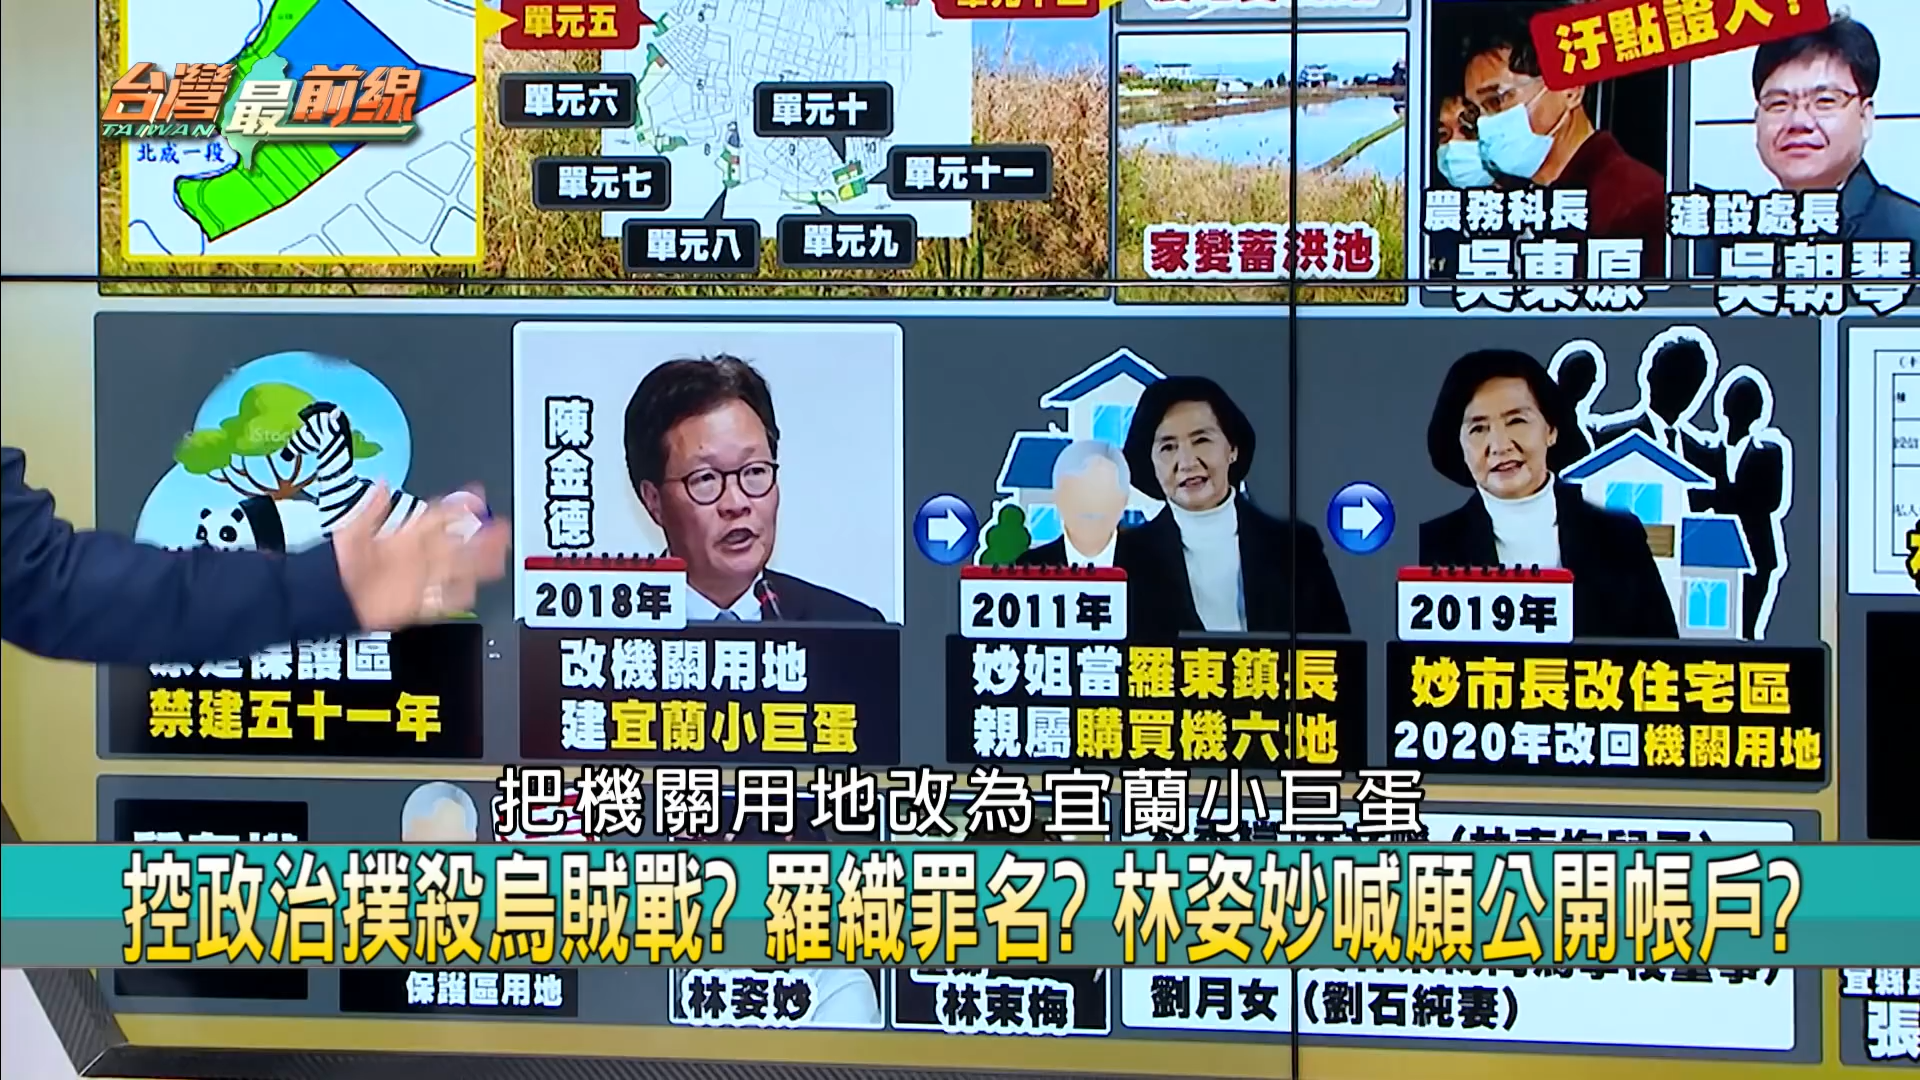 單元五
台灣最前線
TAIWAN
北成一段
單元六
單元十
單元七
單元十一
單元八
單元九
家變蓄洪池
汙點證人?
農務科長
吳東原
建設處長
吳朝琴
陳金德
2018年
改機關用地
建宜蘭小巨蛋
禁建五十一年
2011年
妙姐當羅東鎮長
親屬購買機六地
2019年
妙市長改住宅區
2020年改回機關用地
把機關用地改為宜蘭小巨蛋
控政治撲殺烏賊戰? 羅織罪名? 林姿妙喊願公開帳戶?
保護區用地
林姿妙
林東梅
劉月女(劉石純妻)